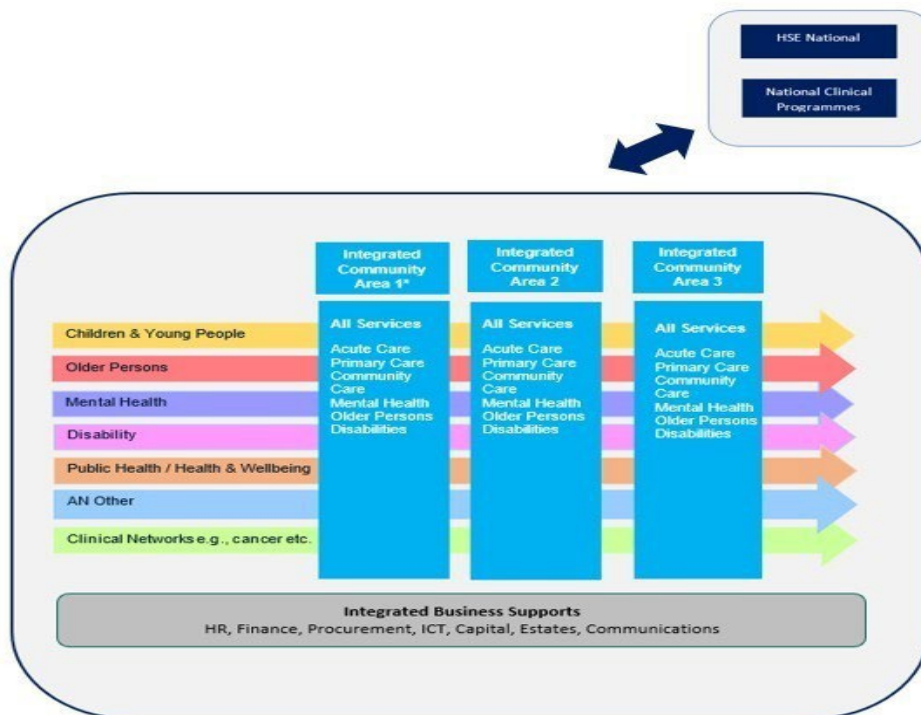 HSE National
National Clinical
Programmes
Integrated
Community
Area 1*
Integrated
Community
Area 2
Integrated
Community
Area 3
Children & Young People
Older Persons
Mental Health
Disability
Public Health / Health & Wellbeing
AN Other
Clinical Networks e.g., cancer etc.
All Services
Acute Care
Primary Care
Community
Care
Mental Health
Older Persons
Disabilities
All Services
Acute Care
Primary Care
Community
Care
Mental Health
Older Persons
Disabilities
All Services
Acute Care
Primary Care
Community
Care
Mental Health
Older Persons
Disabilities
Integrated Business Supports
HR, Finance, Procurement, ICT, Capital, Estates, Communications